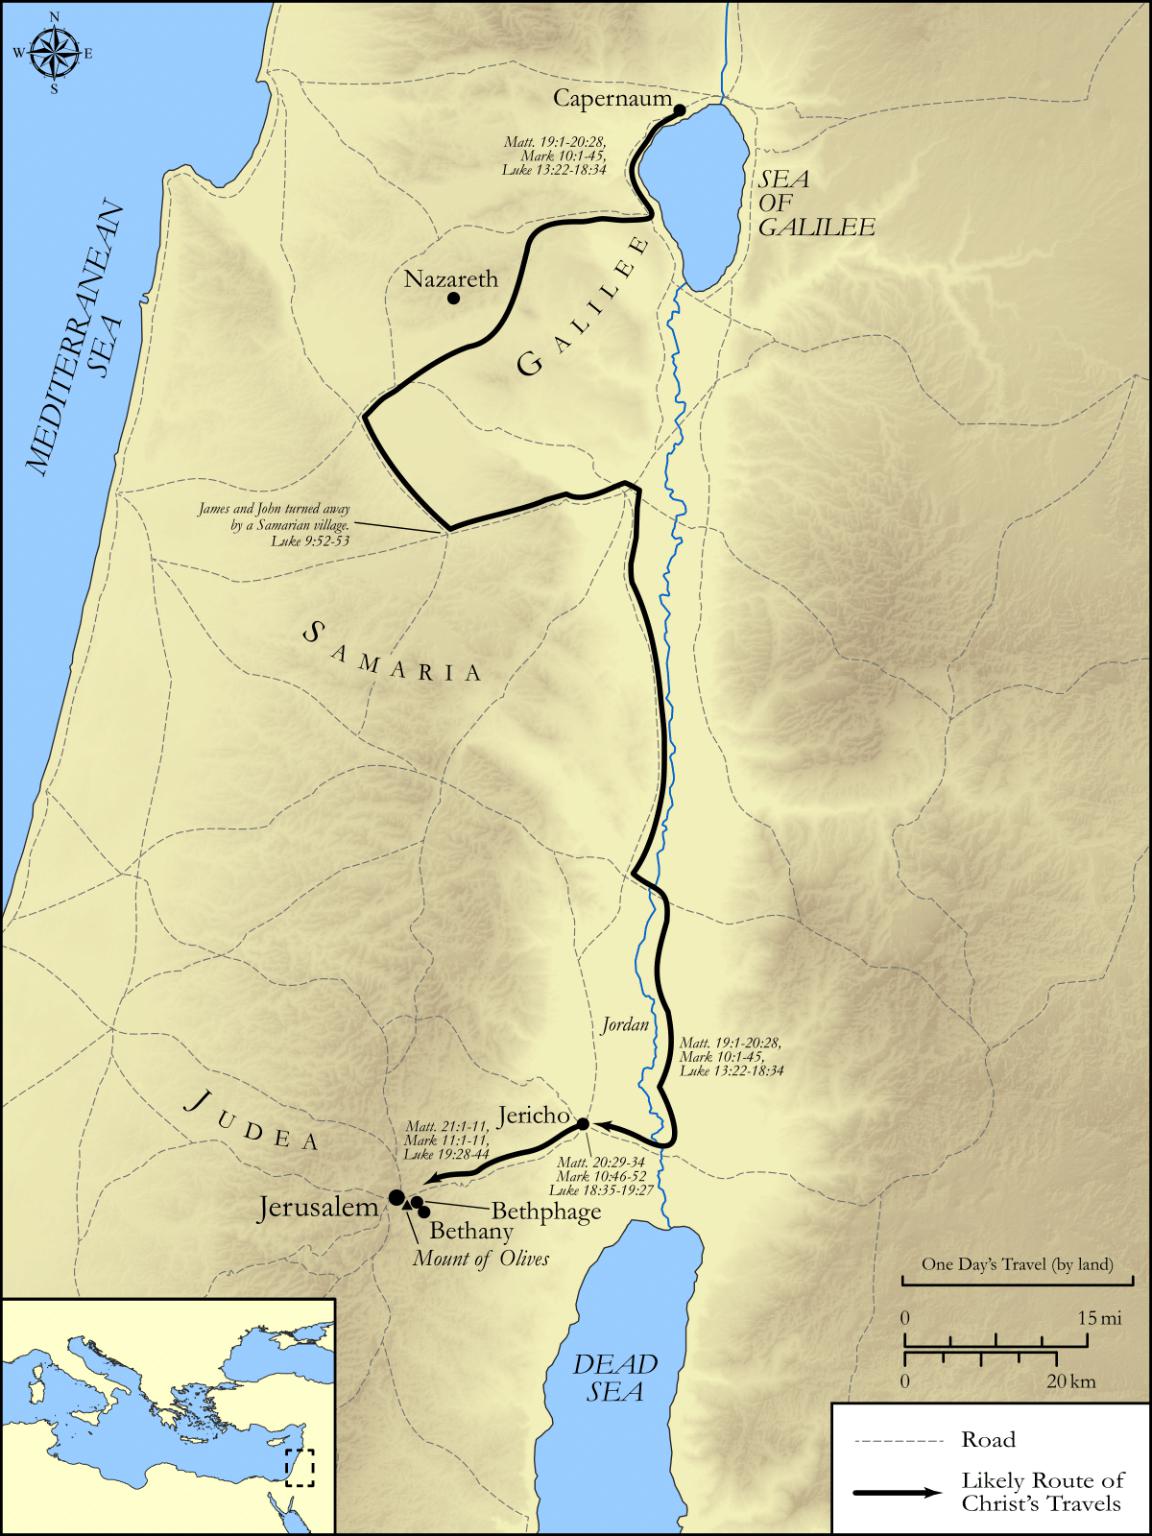 N
W
E
S
Capernaum
Matt. 19:1-20:28,
Mark 10:1-45,
Luke 13:22-18:34
SEA
OF
GALILEE
MEDITERRANEAN
SEA
Nazareth
GALILEE
James and John turned away
by a Samarian village.
Luke 9:52-53
SAMARIA
Jordan
Matt. 19:1-20:28,
Mark 10:1-45,
Luke 13:22-18:34
JUDEA
Jericho
Matt. 21:1-11,
Mark 11:1-11,
Luke 19:28-44
Matt. 20:29-34
Mark 10:46-52
Luke 18:35-19:27
Jerusalem
Bethphage
Bethany
Mount of Olives
One Day's Travel (by land)
0 15 mi
0 20 km
DEAD
SEA
Road
Likely Route of
Christ's Travels